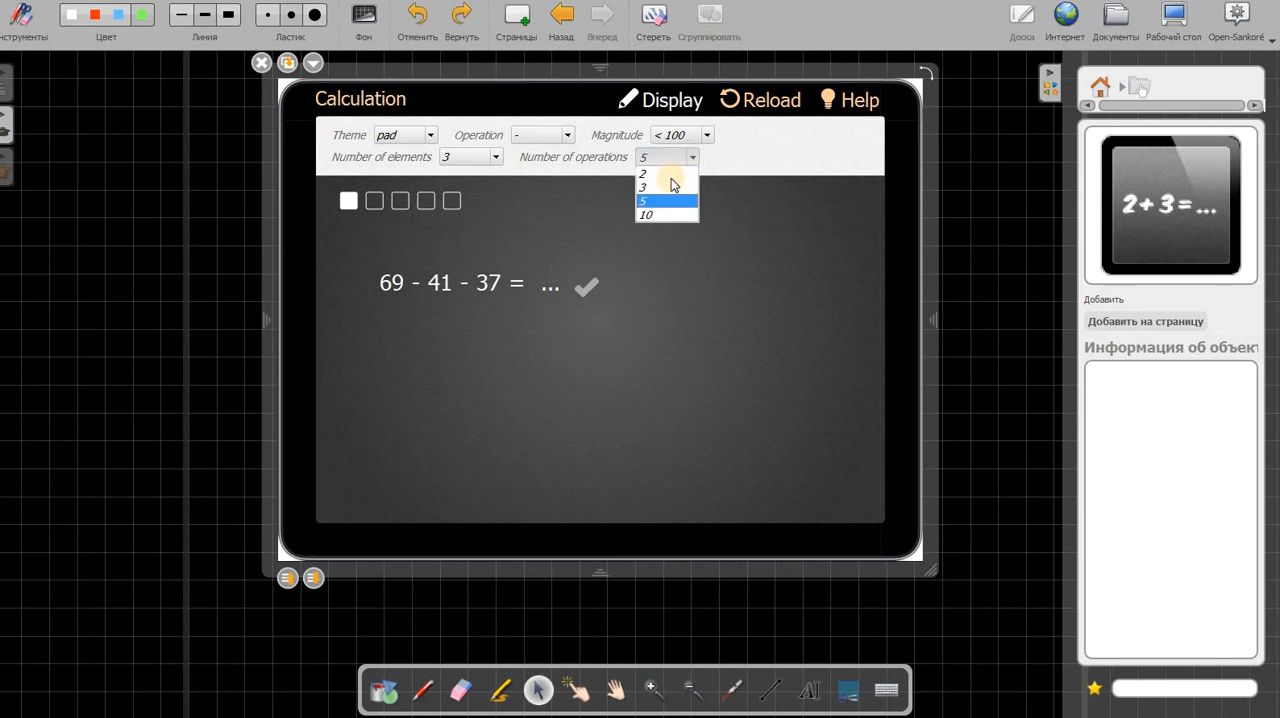 нструменты
Цвет
Линия
Ластик
Фон
Отменить
Вернуть
Страницы
Назад
Вперед
Стереть
Сгруппировать
Доска
Интернет
Документы
Рабочий стол
Open-Sankoré
Calculation
Display
Reload
Help
Theme pad Operation - Magnitude < 100
Number of elements 3 Number of operations 5
2
3
5
10
69 - 41 - 37 = ...
2 + 3 = ...
Добавить
Добавить на страницу
Информация об объект